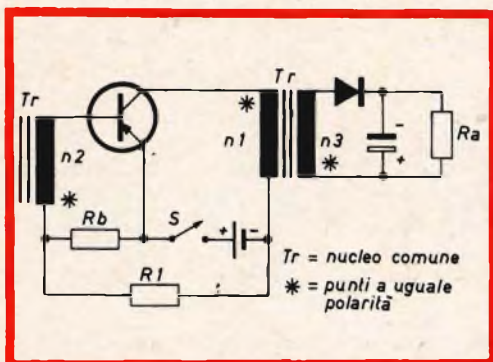 Tr
n2
Rb
R1
S
+ -
Tr
n1
n3
-
+
Ra
Tr = nucleo comune
* = punti a uguale
polarità